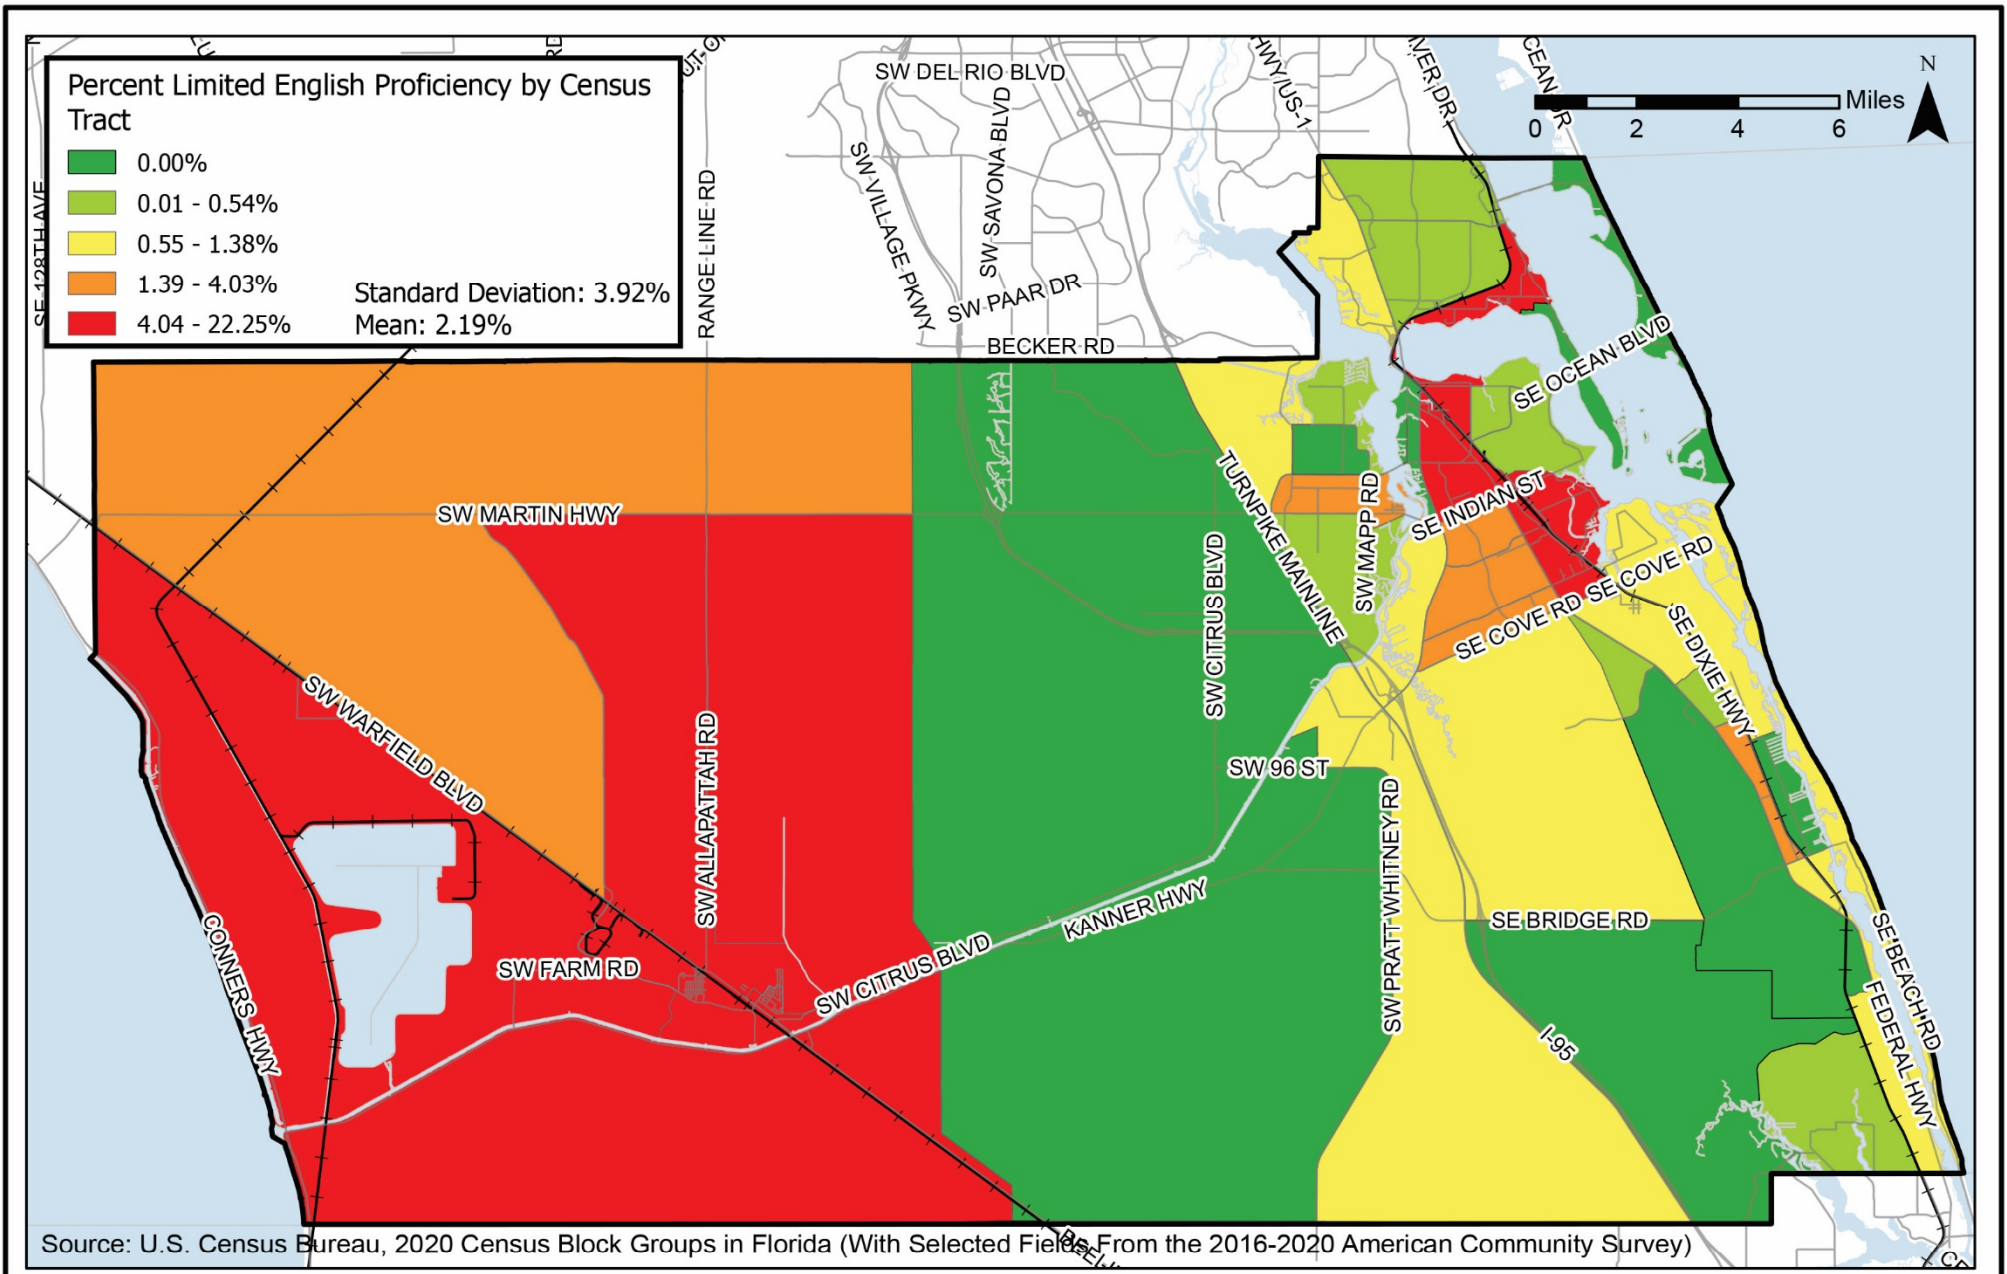 Percent Limited English Proficiency by Census
Tract
0.00%
0.01 - 0.54%
0.55 - 1.38%
1.39 - 4.03%
4.04 - 22.25%
Standard Deviation: 3.92%
Mean: 2.19%
N
Miles
0 2 4 6
SW DEL RIO BLVD
HWY/US-1
SE 128TH AVE
RANGE LINE RD
SW VILLAGE PKWY
SW SAVONA BLVD
SW PAAR DR
BECKER RD
SE OCEAN BLVD
SW MARTIN HWY
TURNPIKE MAINLINE
SW MAPP RD
SE INDIAN ST
SW CITRUS BLVD
SE COVE RD
SE COVE RD
SE DIXIE HWY
SW WARFIELD BLVD
SW ALLAPATTAH RD
SW 96 ST
SW PRATT WHITNEY RD
KANNER HWY
SE BRIDGE RD
CONNERS HWY
SW FARM RD
SW CITRUS BLVD
SE BEACH RD
FEDERAL HWY
I-95
Source: U.S. Census Bureau, 2020 Census Block Groups in Florida (With Selected Fields From the 2016-2020 American Community Survey)